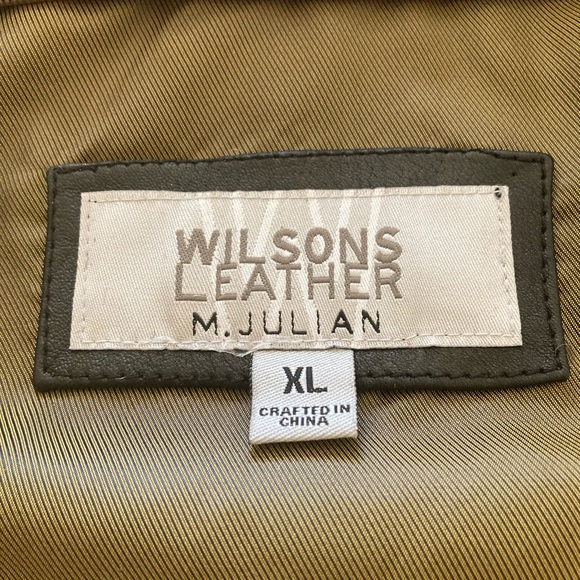 WILSONS
LEATHER
M.JULIAN
XL
CRAFTED IN
CHINA